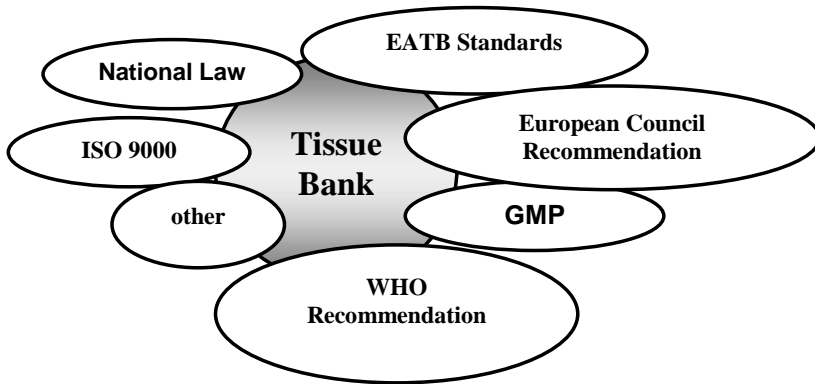 EATB Standards
National Law
European Council
Recommendation
ISO 9000
Tissue
Bank
other
GMP
WHO
Recommendation